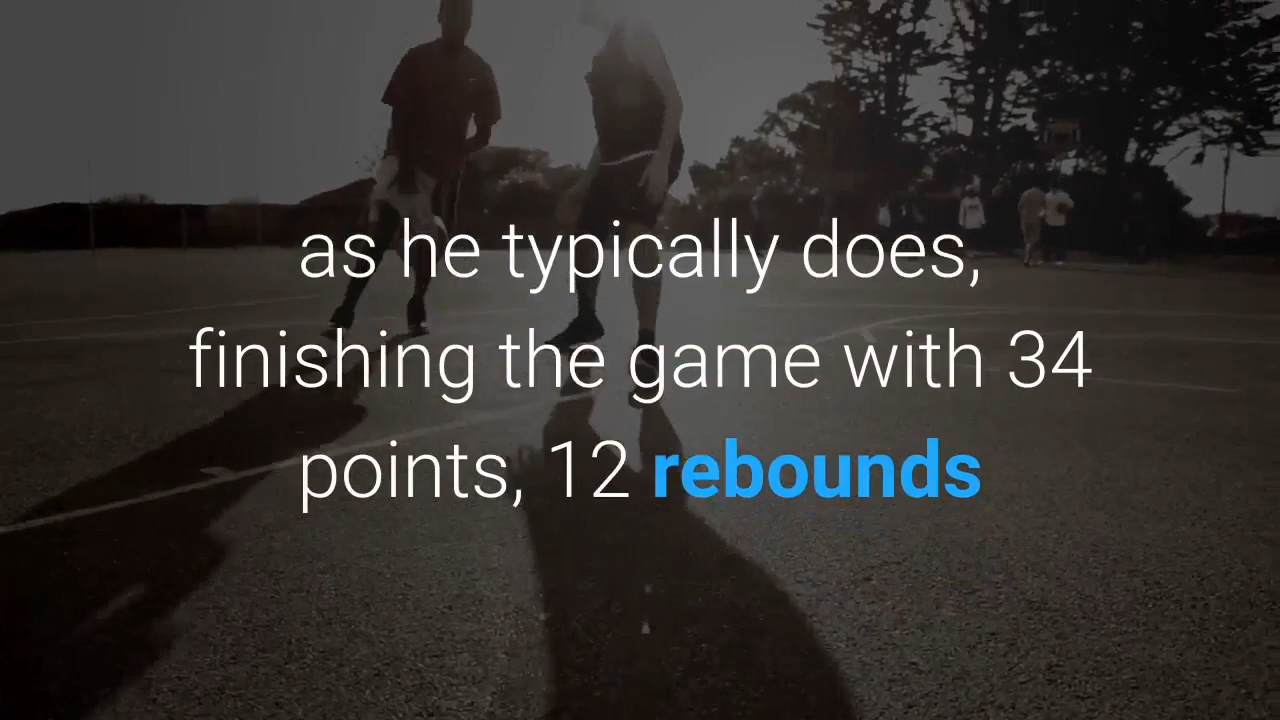 as he typically does,
finishing the game with 34
points, 12 rebounds